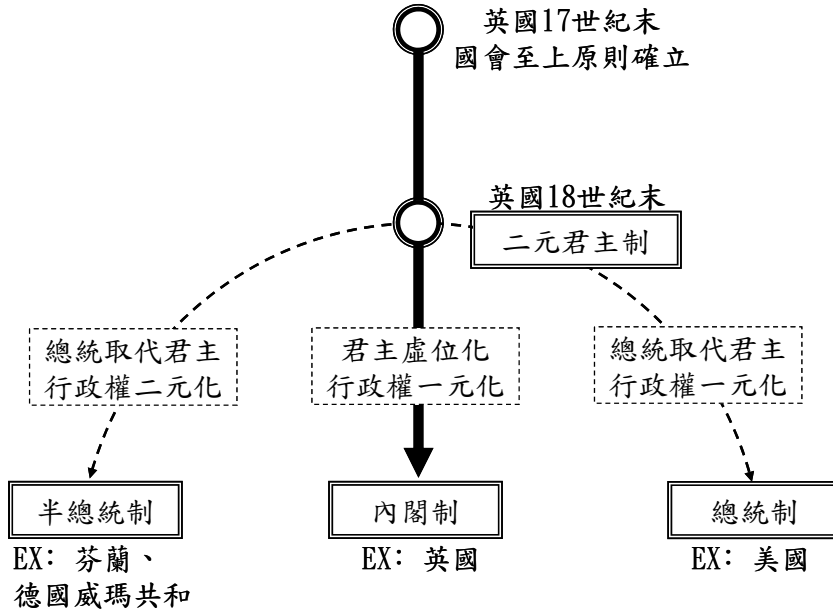 英國17世紀末
國會至上原則確立
英國18世紀末
二元君主制
總統取代君主
行政權二元化
君主虛位化
行政權一元化
總統取代君主
行政權一元化
半總統制
內閣制
總統制
EX: 芬蘭、
德國威瑪共和
EX: 英國
EX: 美國